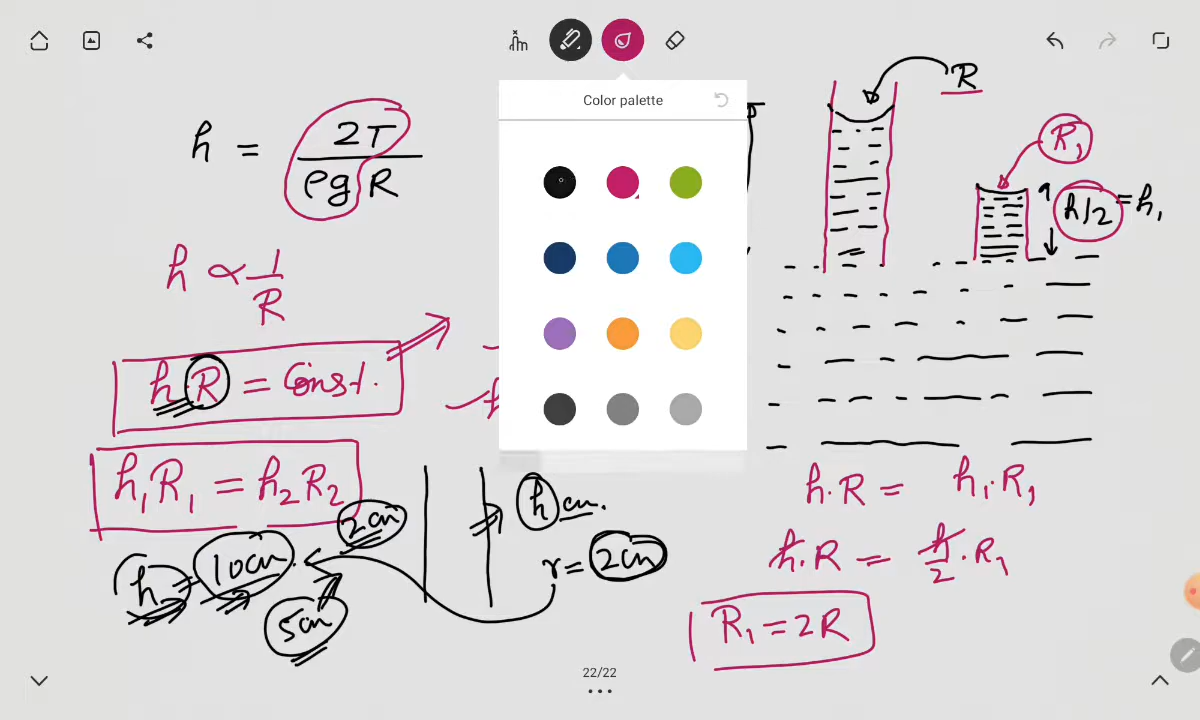 Color palette
h = 2T / ρg R
R
R₁
h/2 = h₁
h ∝ 1/R
h R = Const.
h₁R₁ = h₂R₂
h = 10cm.
2cm
5cm
h cm.
r = 2cm
h.R = h₁.R₁
h.R = h/2 . R₁
R₁ = 2R
22/22